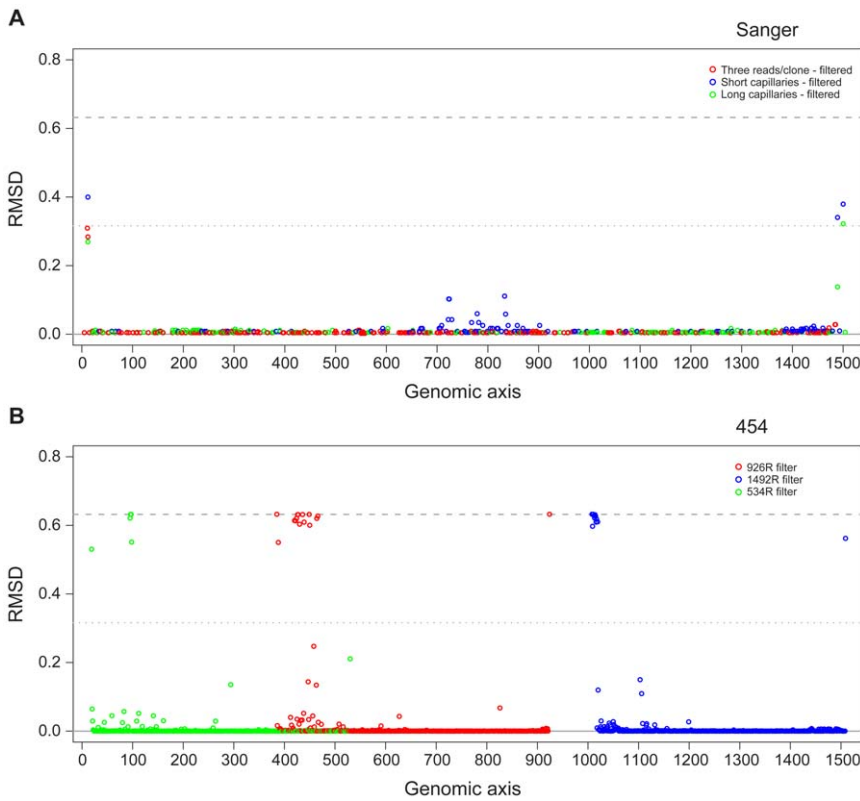 A
Sanger
Three reads/clone - filtered
Short capillaries - filtered
Long capillaries - filtered
0.8
0.6
0.4
0.2
0.0
RMSD
0 100 200 300 400 500 600 700 800 900 1000 1100 1200 1300 1400 1500
Genomic axis
B
454
926R filter
1492R filter
534R filter
0.8
0.6
0.4
0.2
0.0
RMSD
0 100 200 300 400 500 600 700 800 900 1000 1100 1200 1300 1400 1500
Genomic axis